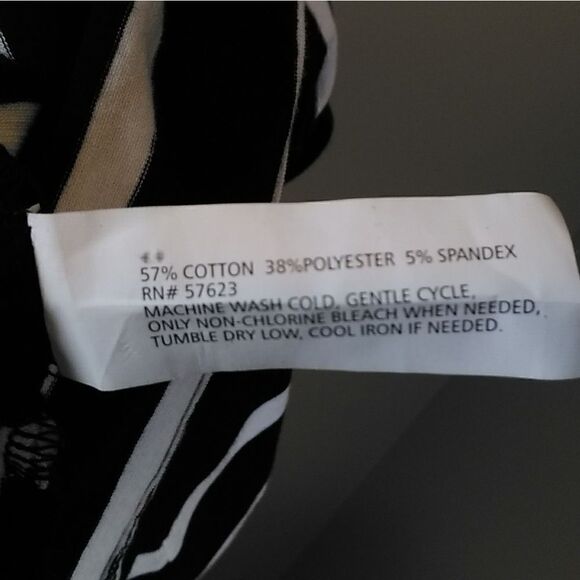 57% COTTON 38%POLYESTER 5% SPANDEX
RN# 57623
MACHINE WASH COLD, GENTLE CYCLE,
ONLY NON-CHLORINE BLEACH WHEN NEEDED,
TUMBLE DRY LOW, COOL IRON IF NEEDED.